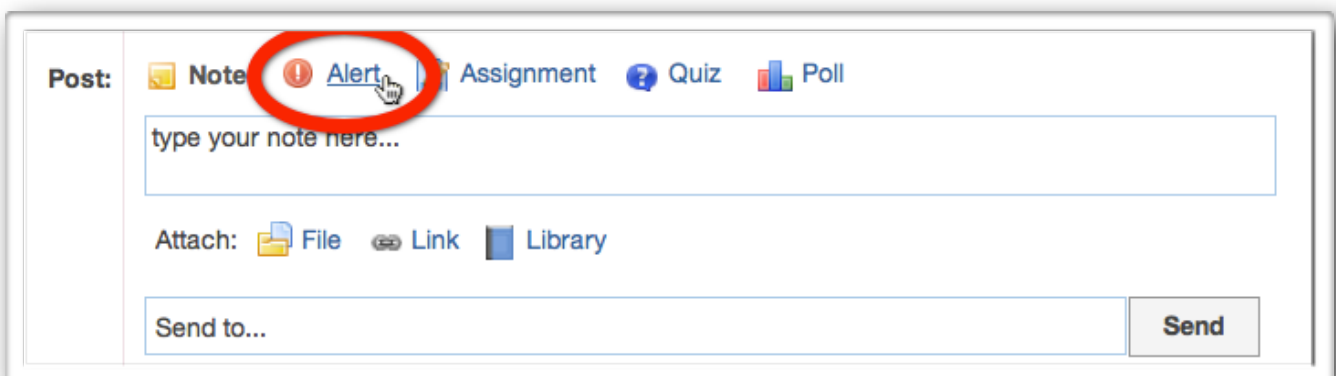 Post: Note Alert Assignment Quiz Poll
type your note here...
Attach: File Link Library
Send to... Send